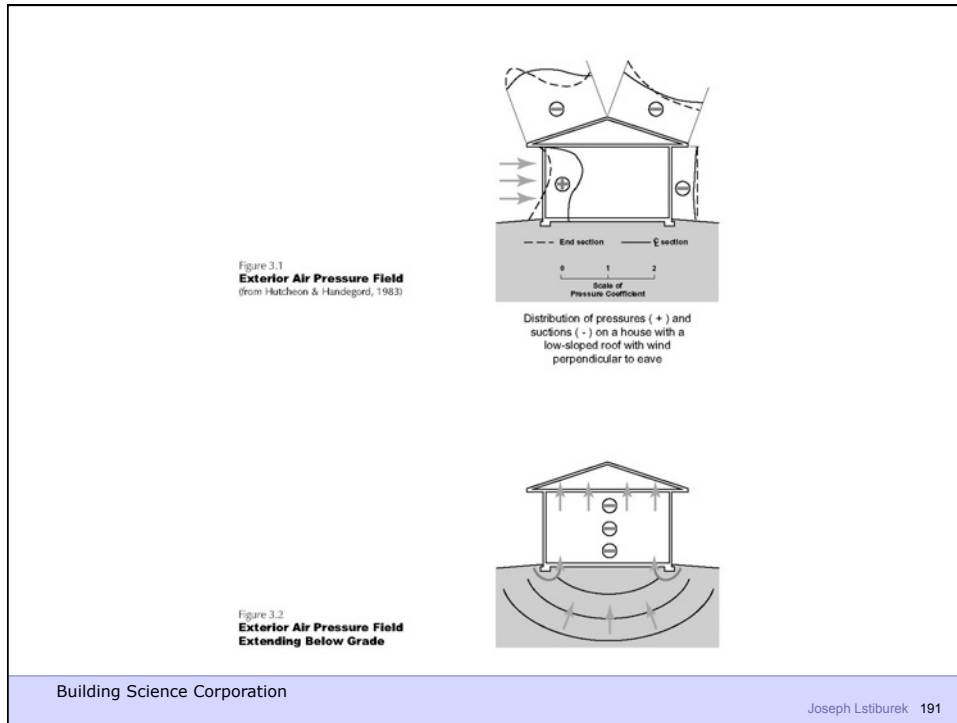 Figure 3.1
Exterior Air Pressure Field
(from Hutcheon & Handegord, 1983)
– – – End section —— ℄ section
0 1 2
Scale of
Pressure Coefficient
Distribution of pressures ( + ) and
suctions ( - ) on a house with a
low-sloped roof with wind
perpendicular to eave
Figure 3.2
Exterior Air Pressure Field
Extending Below Grade
Building Science Corporation
Joseph Lstiburek 191